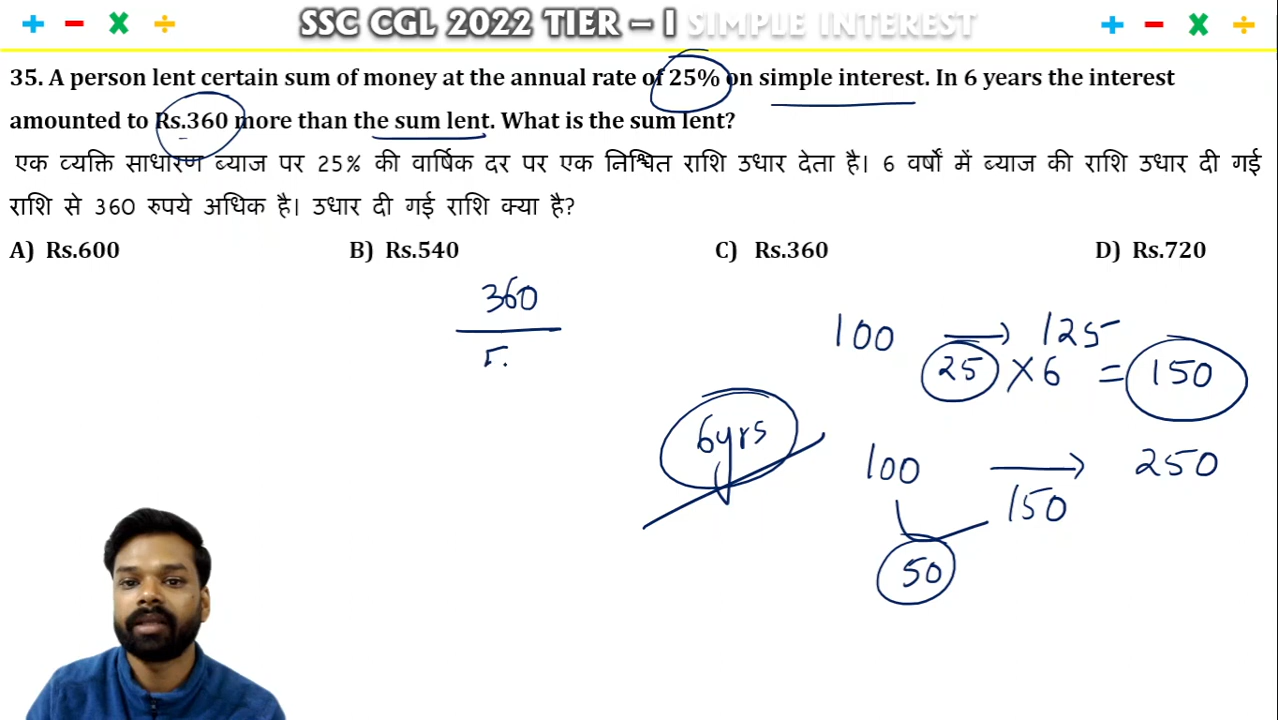 SSC CGL 2022 TIER – I SIMPLE INTEREST
35. A person lent certain sum of money at the annual rate of 25% on simple interest. In 6 years the interest
amounted to Rs.360 more than the sum lent. What is the sum lent?
एक व्यक्ति साधारण ब्याज पर 25% की वार्षिक दर पर एक निश्चित राशि उधार देता है। 6 वर्षों में ब्याज की राशि उधार दी गई
राशि से 360 रुपये अधिक है। उधार दी गई राशि क्या है?
A) Rs.600 B) Rs.540 C) Rs.360 D) Rs.720
360
5
100 → 125
25 × 6 = 150
6yrs
100 → 250
150
50